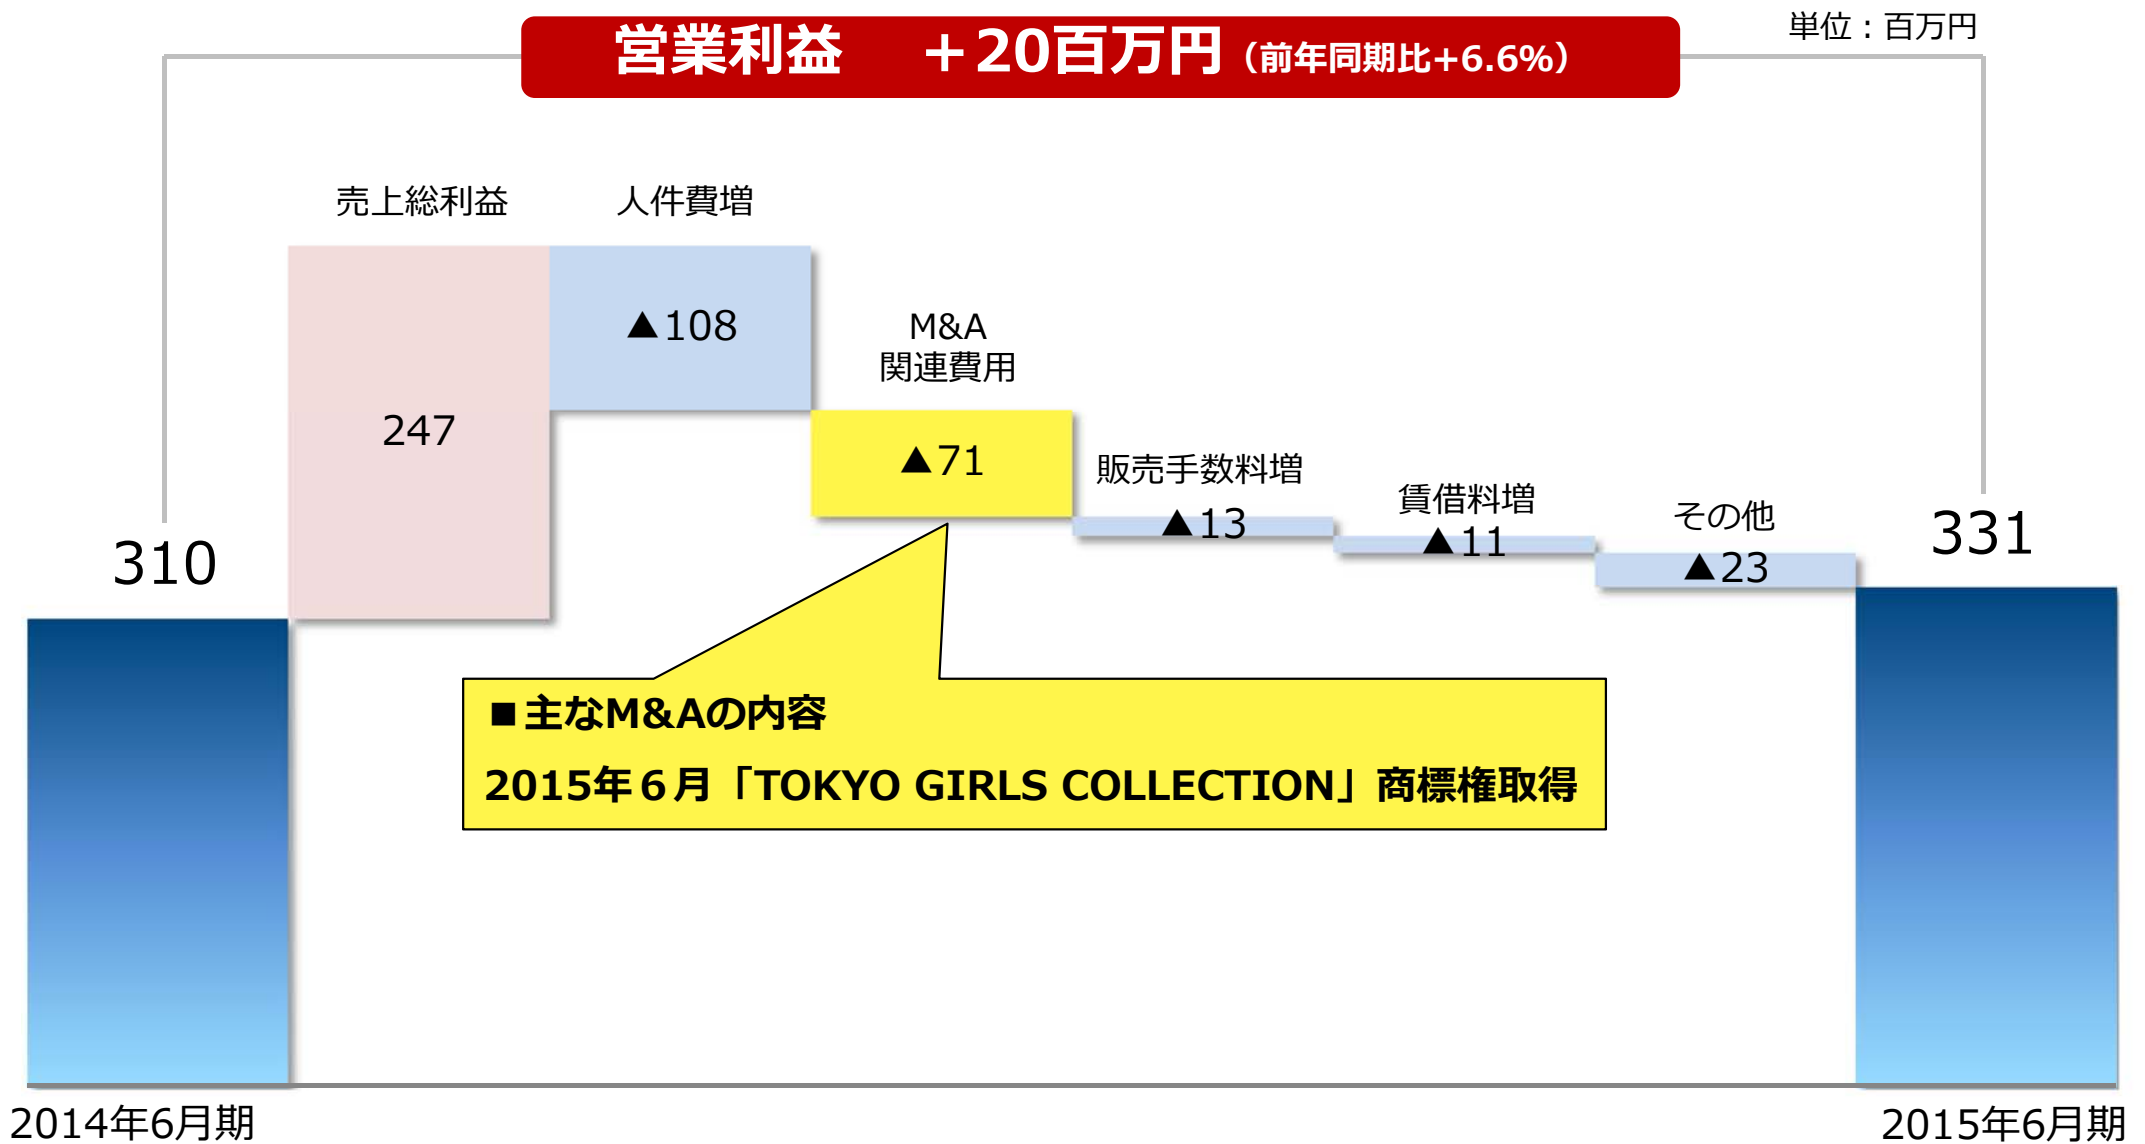 単位：百万円
営業利益　＋20百万円（前年同期比+6.6%）
売上総利益
人件費増
247
▲108
M&A
関連費用
▲71
販売手数料増
▲13
賃借料増
▲11
その他
▲23
310
331
■主なM&Aの内容
2015年６月「TOKYO GIRLS COLLECTION」商標権取得
2014年6月期
2015年6月期